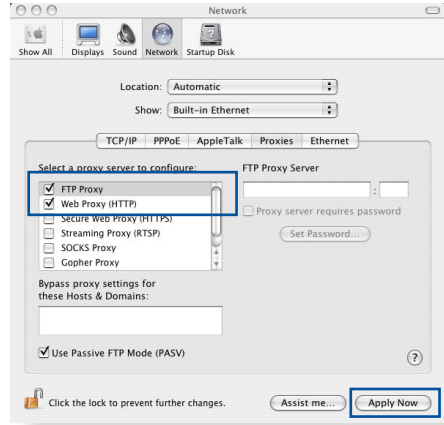 Network
Show All Displays Sound Network Startup Disk
Location: Automatic
Show: Built-in Ethernet
TCP/IP PPPoE AppleTalk Proxies Ethernet
Select a proxy server to configure: FTP Proxy Server
FTP Proxy
Web Proxy (HTTP) :
Secure Web Proxy (HTTPS) Proxy server requires password
Streaming Proxy (RTSP) Set Password...
SOCKS Proxy
Gopher Proxy
Bypass proxy settings for
these Hosts & Domains:
Use Passive FTP Mode (PASV) ?
Click the lock to prevent further changes. Assist me... Apply Now